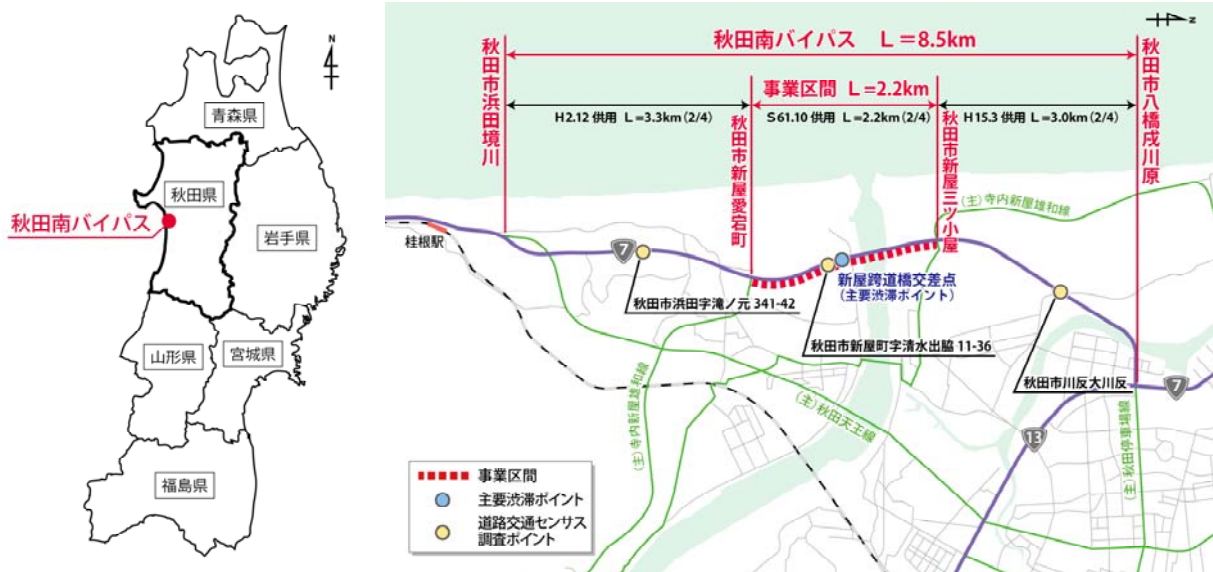 N
青森県
秋田県
秋田南バイパス
岩手県
山形県
宮城県
福島県
N
秋田南バイパス L=8.5km
秋田市浜田境川
秋田市八橋戌川原
事業区間 L=2.2km
H2.12 供用 L=3.3km(2/4)
S61.10 供用 L=2.2km(2/4)
H15.3 供用 L=3.0km(2/4)
秋田市新屋愛宕町
秋田市新屋三ツ小屋
(主)寺内新屋雄和線
桂根駅
7
新屋跨道橋交差点
(主要渋滞ポイント)
秋田市浜田字滝ノ元 341-42
秋田市新屋町字清水出脇 11-36
秋田市川反大川反
7
(主)寺内新屋雄和線
(主)秋田天王線
13
(主)秋田停車場線
事業区間
主要渋滞ポイント
道路交通センサス
調査ポイント